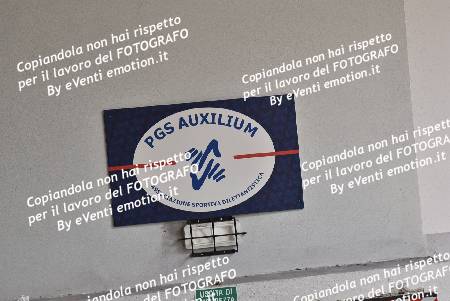 Copiandola non hai rispetto
per il lavoro del FOTOGRAFO
By eVenti emotion.it
Copiandola non hai rispetto
per il lavoro del FOTOGRAFO
By eVenti emotion.it
PGS AUXILIUM
ASSOCIAZIONE SPORTIVA DILETTANTISTICA
Copiandola non hai rispetto
per il lavoro del FOTOGRAFO
By eVenti emotion.it
Copiandola non hai rispetto
per il lavoro del FOTOGRAFO
By eVenti emotion.it
Copiandola non hai rispetto
per il lavoro del FOTOGRAFO
USCITA DI
Copiandola non hai rispetto
per il lavoro del FOTOGRAFO